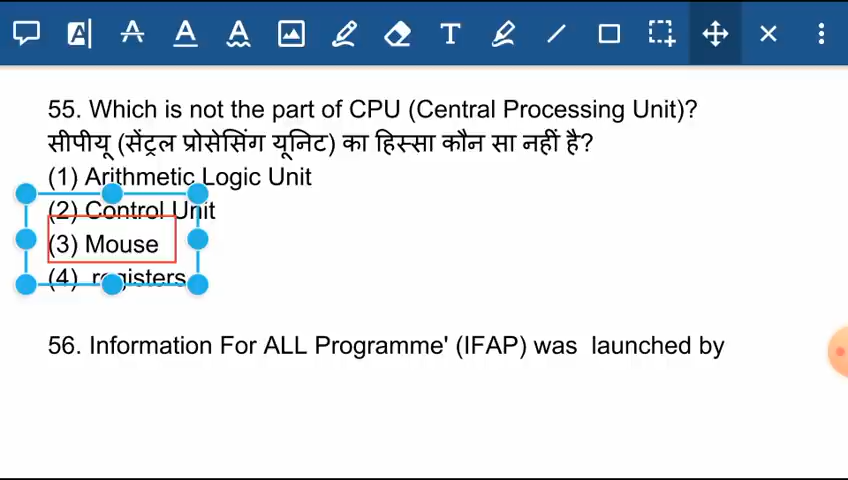 55. Which is not the part of CPU (Central Processing Unit)?
सीपीयू (सेंट्रल प्रोसेसिंग यूनिट) का हिस्सा कौन सा नहीं है?
(1) Arithmetic Logic Unit
(2) Control Unit
(3) Mouse
(4) registers
56. Information For ALL Programme' (IFAP) was launched by